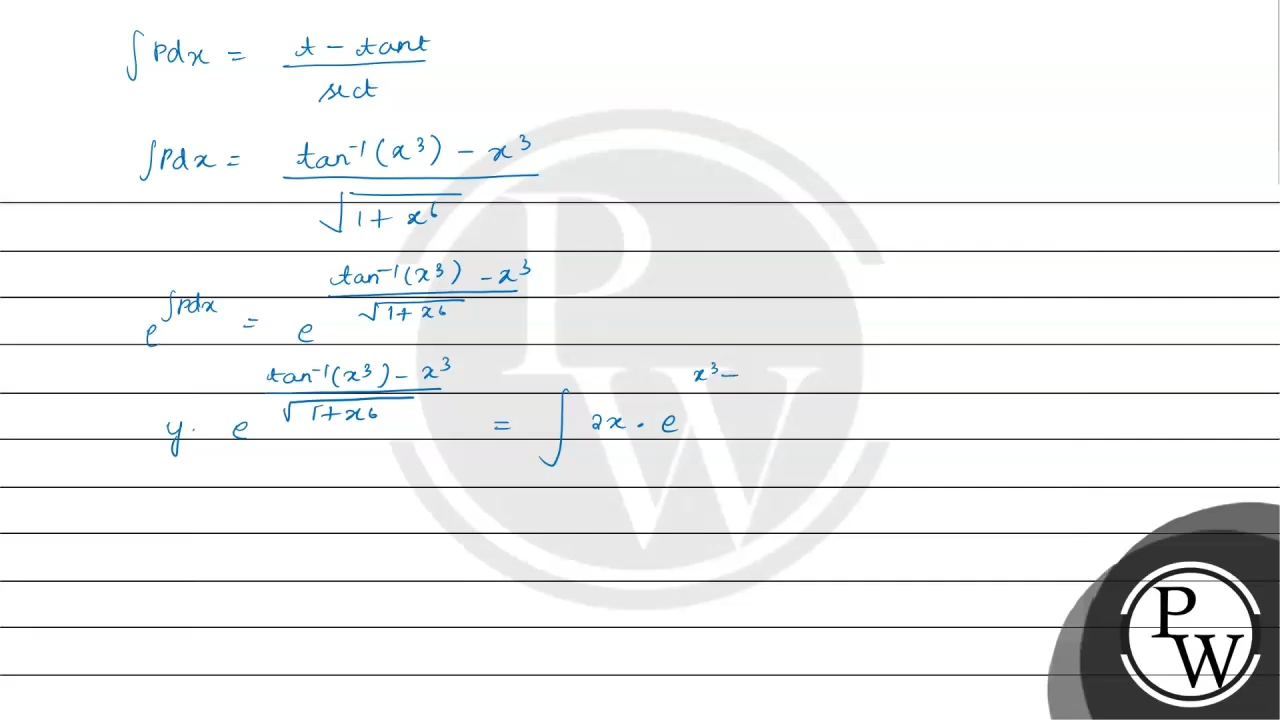 ∫Pdx = (t - tant)/(sect)
∫Pdx = (tan⁻¹(x³) - x³)/(√(1+x⁶))
e^(∫Pdx) = e^((tan⁻¹(x³) - x³)/(√(1+x⁶)))
y. e^((tan⁻¹(x³) - x³)/(√(1+x⁶))) = ∫ 2x . e^(x³ -
PW
PW